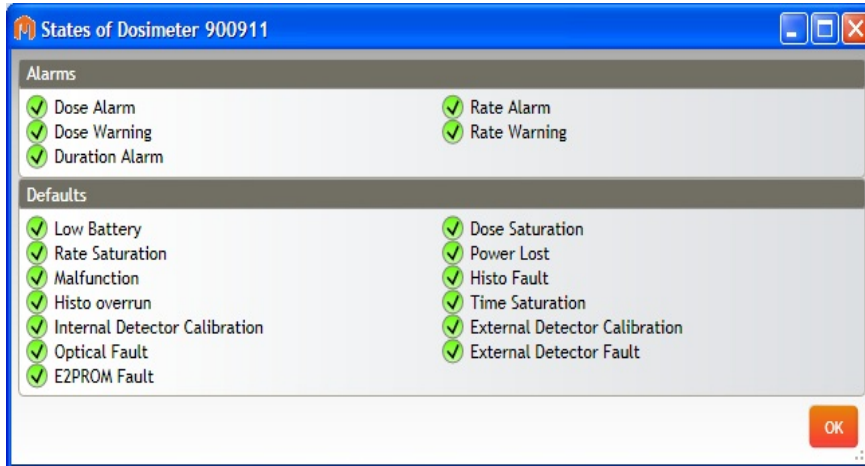 States of Dosimeter 900911
Alarms
Dose Alarm
Rate Alarm
Dose Warning
Rate Warning
Duration Alarm
Defaults
Low Battery
Dose Saturation
Rate Saturation
Power Lost
Malfunction
Histo Fault
Histo overrun
Time Saturation
Internal Detector Calibration
External Detector Calibration
Optical Fault
External Detector Fault
E2PROM Fault
OK